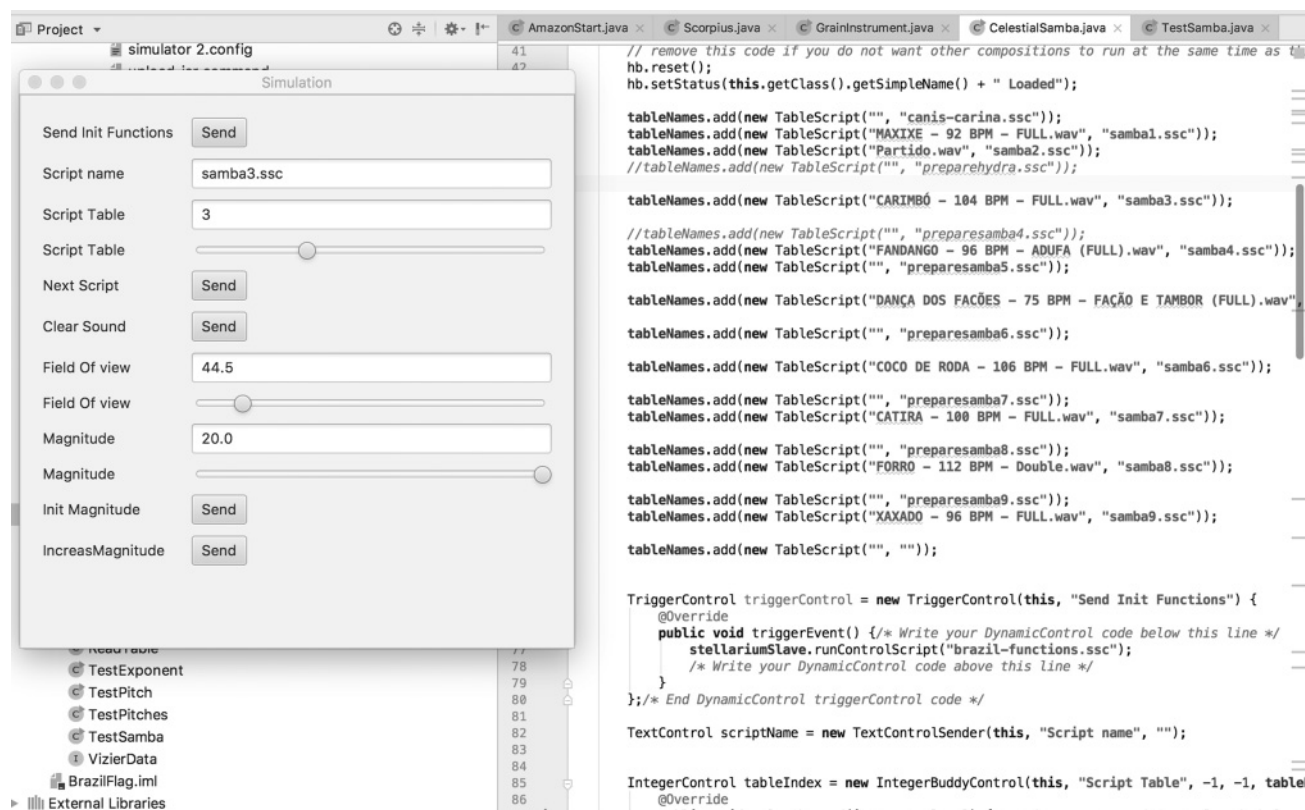 Project
AmazonStart.java
Scorpius.java
GrainInstrument.java
CelestialSamba.java
TestSamba.java
simulator 2.config
Simulation
Send Init Functions Send
Script name samba3.ssc
Script Table 3
Script Table
Next Script Send
Clear Sound Send
Field Of view 44.5
Field Of view
Magnitude 20.0
Magnitude
Init Magnitude Send
IncreasMagnitude Send
TestExponent
TestPitch
TestPitches
TestSamba
VizierData
BrazilFlag.iml
External Libraries
41 // remove this code if you do not want other compositions to run at the same time as
42 hb.reset();
hb.setStatus(this.getClass().getSimpleName() + " Loaded");
tableNames.add(new TableScript("", "canis-carina.ssc"));
tableNames.add(new TableScript("MAXIXE – 92 BPM – FULL.wav", "samba1.ssc"));
tableNames.add(new TableScript("Partido.wav", "samba2.ssc"));
//tableNames.add(new TableScript("", "preparehydra.ssc"));
tableNames.add(new TableScript("CARIMBÓ – 104 BPM – FULL.wav", "samba3.ssc"));
//tableNames.add(new TableScript("", "preparesamba4.ssc"));
tableNames.add(new TableScript("FANDANGO – 96 BPM – ADUFA (FULL).wav", "samba4.ssc"));
tableNames.add(new TableScript("", "preparesamba5.ssc"));
tableNames.add(new TableScript("DANÇA DOS FACÕES – 75 BPM – FAÇÃO E TAMBOR (FULL).wav",
tableNames.add(new TableScript("", "preparesamba6.ssc"));
tableNames.add(new TableScript("COCO DE RODA – 106 BPM – FULL.wav", "samba6.ssc"));
tableNames.add(new TableScript("", "preparesamba7.ssc"));
tableNames.add(new TableScript("CATIRA – 100 BPM – FULL.wav", "samba7.ssc"));
tableNames.add(new TableScript("", "preparesamba8.ssc"));
tableNames.add(new TableScript("FORRO – 112 BPM – Double.wav", "samba8.ssc"));
tableNames.add(new TableScript("", "preparesamba9.ssc"));
tableNames.add(new TableScript("XAXADO – 96 BPM – FULL.wav", "samba9.ssc"));
tableNames.add(new TableScript("", ""));
TriggerControl triggerControl = new TriggerControl(this, "Send Init Functions") {
@Override
public void triggerEvent() {/* Write your DynamicControl code below this line */
77 stellariumSlave.runControlScript("brazil-functions.ssc");
78 /* Write your DynamicControl code above this line */
79 }
80 };/* End DynamicControl triggerControl code */
81
82 TextControl scriptName = new TextControlSender(this, "Script name", "");
83
84
85 IntegerControl tableIndex = new IntegerBuddyControl(this, "Script Table", -1, -1,
86 @Override